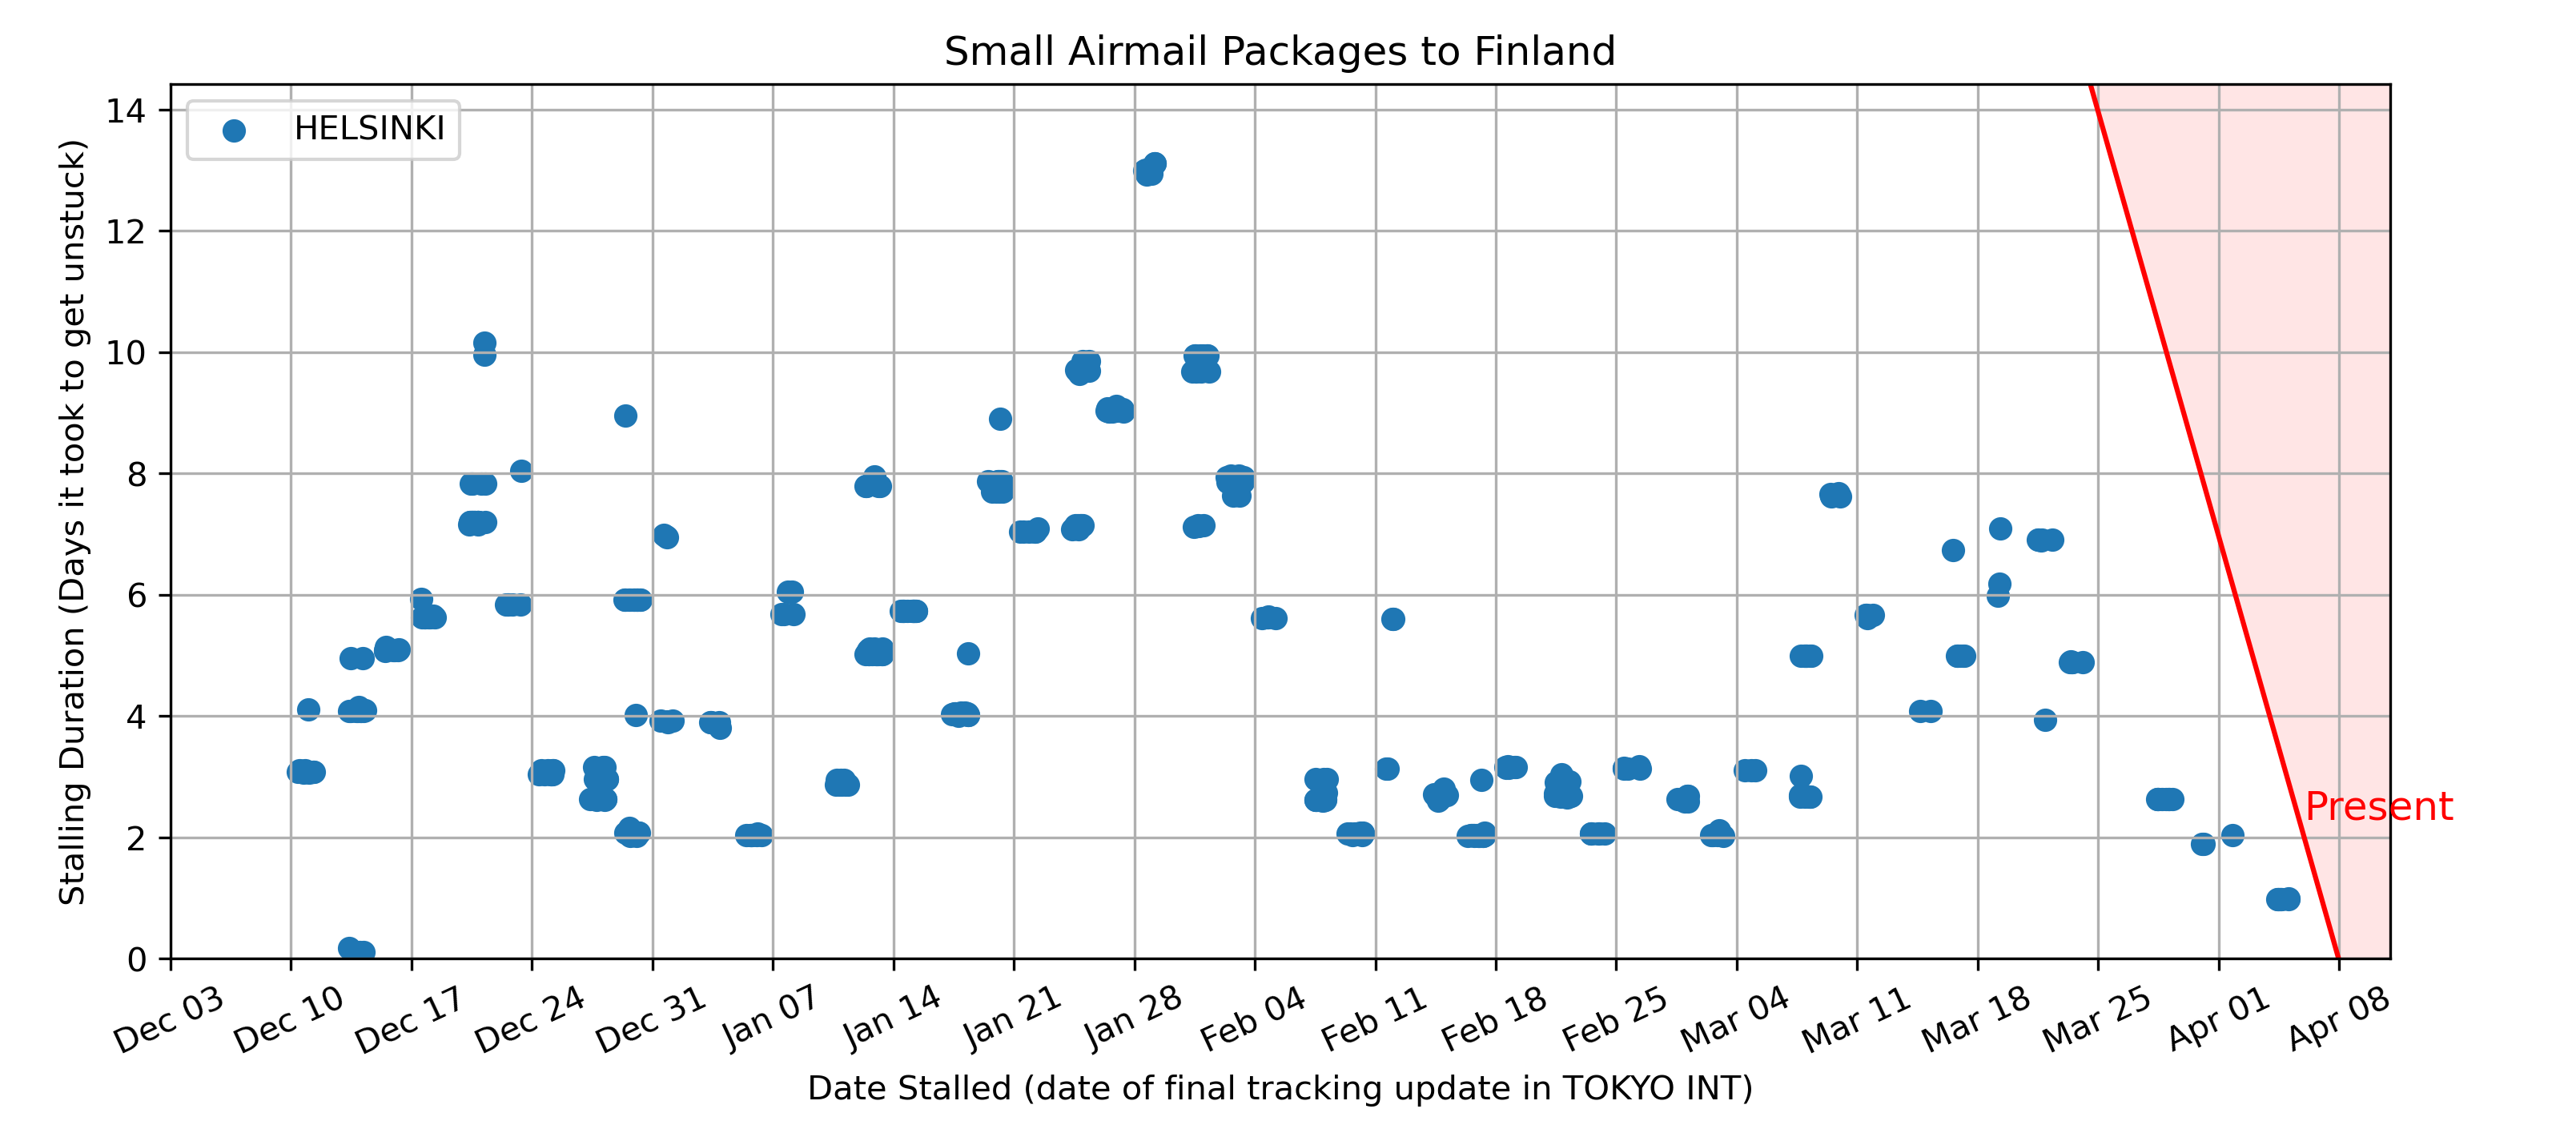 Small Airmail Packages to Finland
HELSINKI
Stalling Duration (Days it took to get unstuck)
14
12
10
8
6
4
2
0
Present
Dec 03
Dec 10
Dec 17
Dec 24
Dec 31
Jan 07
Jan 14
Jan 21
Jan 28
Feb 04
Feb 11
Feb 18
Feb 25
Mar 04
Mar 11
Mar 18
Mar 25
Apr 01
Apr 08
Date Stalled (date of final tracking update in TOKYO INT)